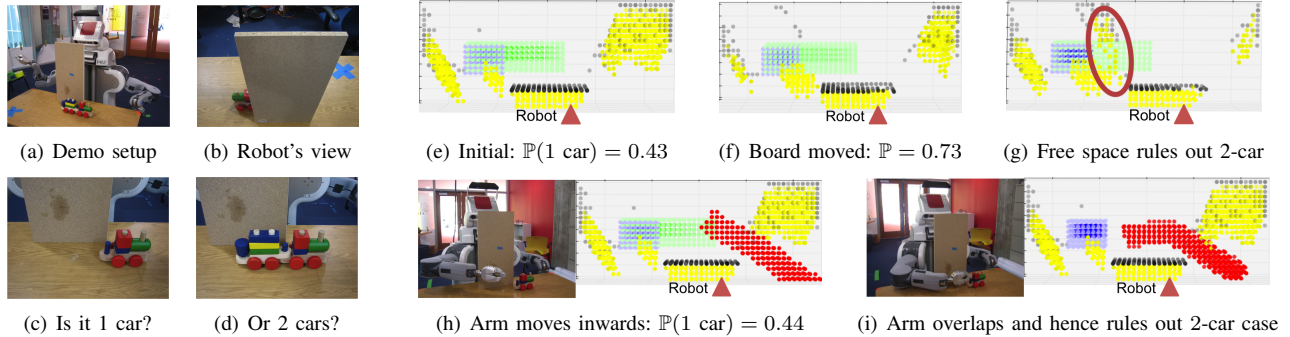 Robot
Robot
Robot
(a) Demo setup
(b) Robot's view
(e) Initial: ℙ(1 car) = 0.43
(f) Board moved: ℙ = 0.73
(g) Free space rules out 2-car
Robot
Robot
(c) Is it 1 car?
(d) Or 2 cars?
(h) Arm moves inwards: ℙ(1 car) = 0.44
(i) Arm overlaps and hence rules out 2-car case